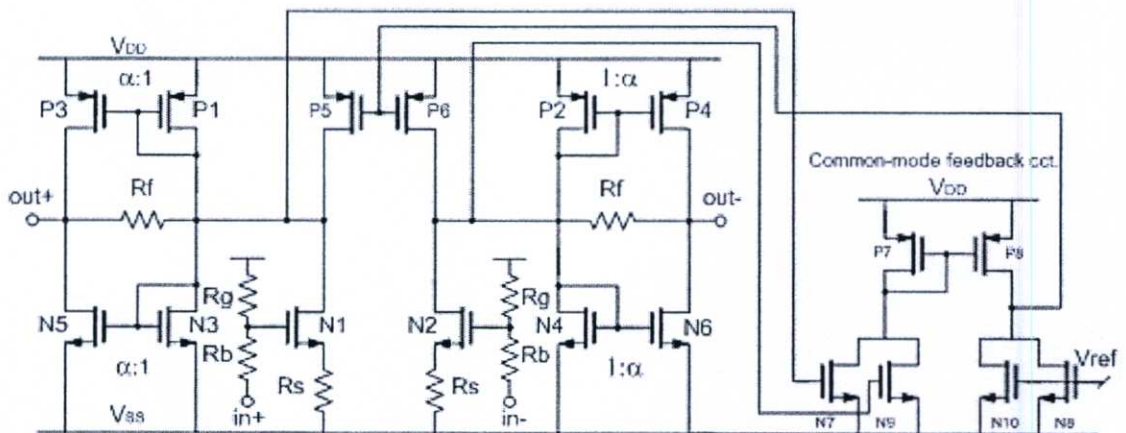 VDD
α:1
1:α
P3
P1
P5
P6
P2
P4
Common-mode feedback cct.
VDD
out+
Rf
Rf
out-
P7
P8
Rg
Rg
N5
N3
N1
N2
N4
N6
Rb
Rb
Vref
α:1
Rs
Rs
1:α
VSS
in+
in-
N7
N9
N10
N8